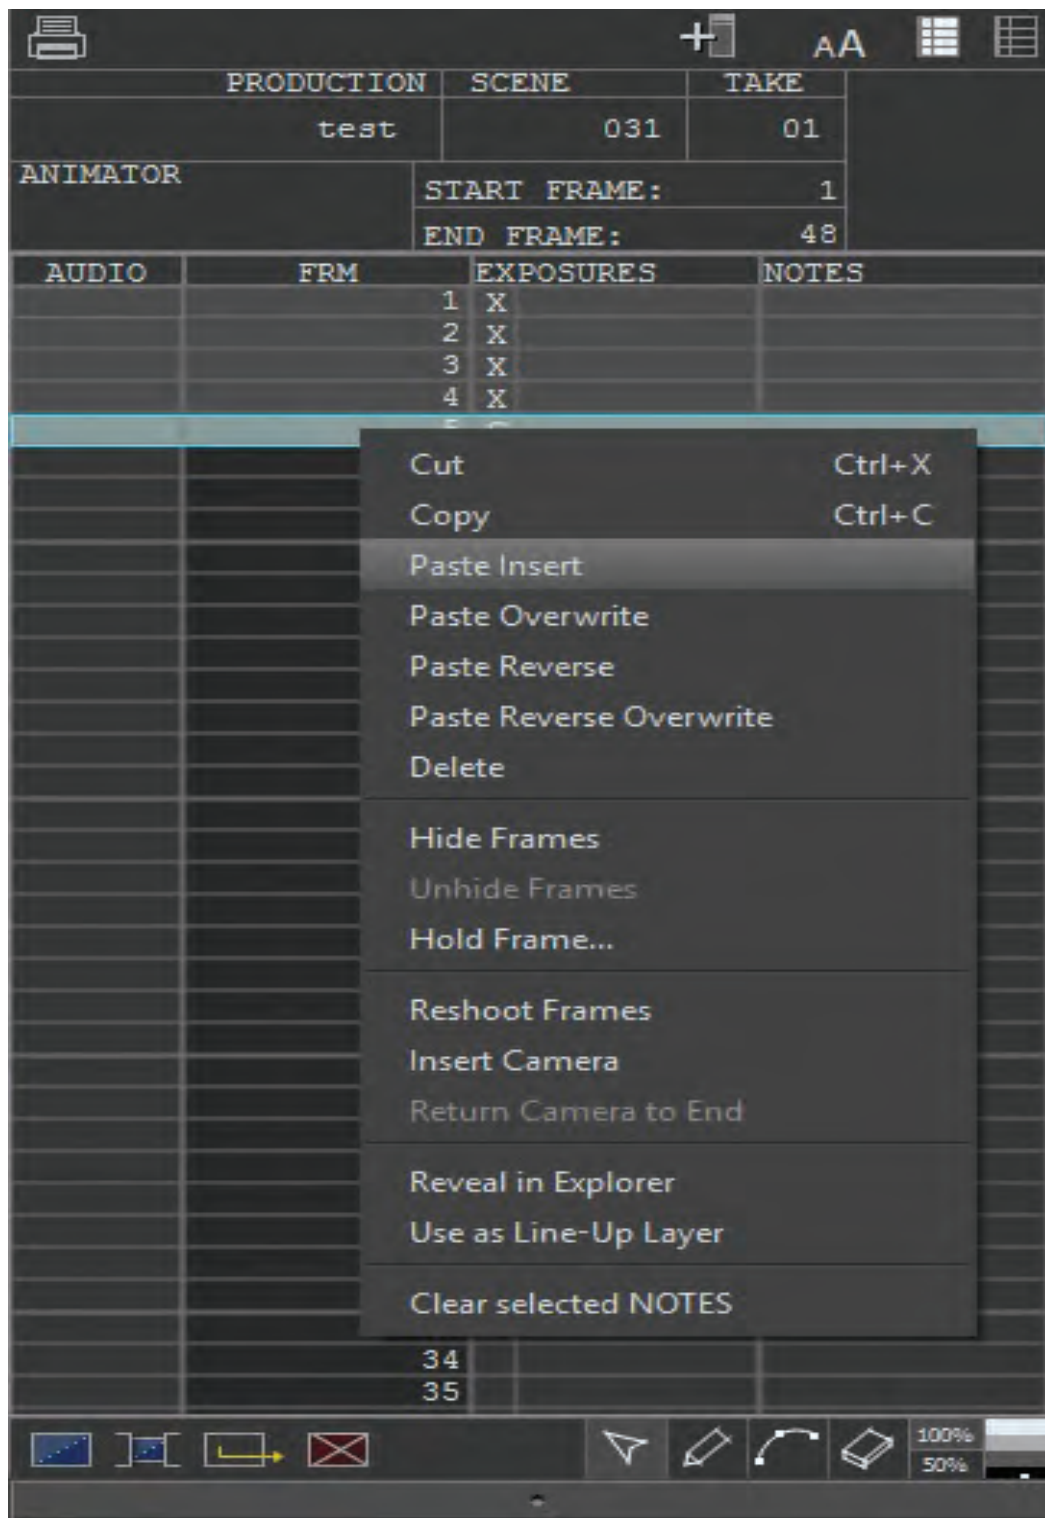 AA
PRODUCTION SCENE TAKE
test 031 01
ANIMATOR
START FRAME: 1
END FRAME: 48
AUDIO FRM EXPOSURES NOTES
1 X
2 X
3 X
4 X
Cut Ctrl+X
Copy Ctrl+C
Paste Insert
Paste Overwrite
Paste Reverse
Paste Reverse Overwrite
Delete
Hide Frames
Unhide Frames
Hold Frame...
Reshoot Frames
Insert Camera
Return Camera to End
Reveal in Explorer
Use as Line-Up Layer
Clear selected NOTES
34
35
100%
50%